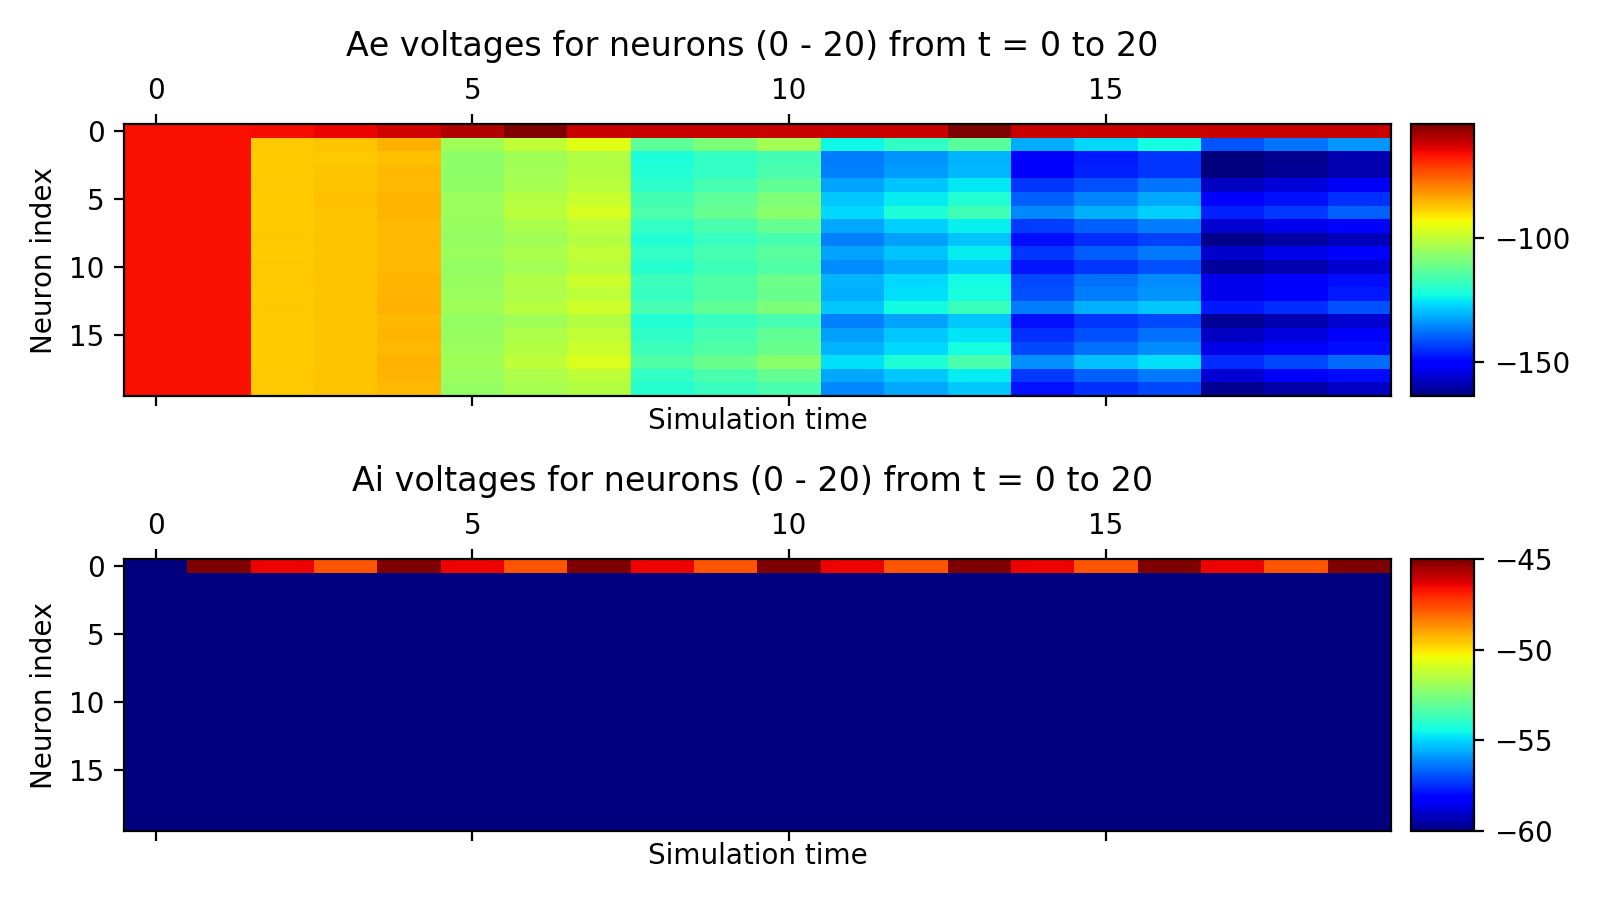 Ae voltages for neurons (0 - 20) from t = 0 to 20
0 5 10 15
Neuron index
0
5
10
15
−100
−150
Simulation time
Ai voltages for neurons (0 - 20) from t = 0 to 20
0 5 10 15
Neuron index
0
5
10
15
−45
−50
−55
−60
Simulation time